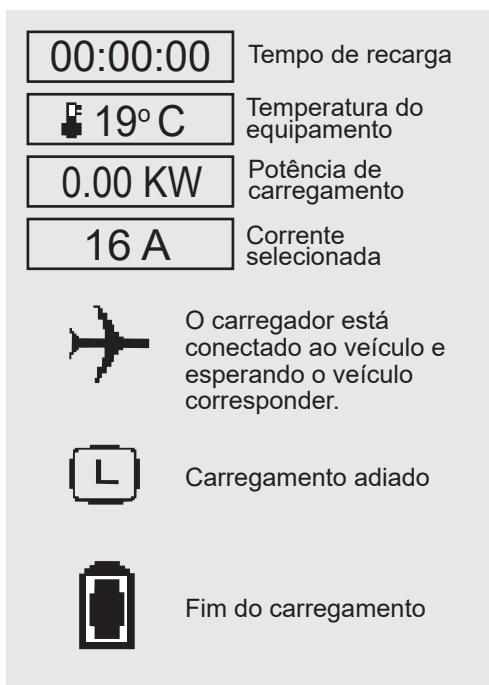 00:00:00 Tempo de recarga
19º C Temperatura do
equipamento
0.00 KW Potência de
carregamento
16 A Corrente
selecionada
O carregador está
conectado ao veículo e
esperando o veículo
corresponder.
L Carregamento adiado
Fim do carregamento